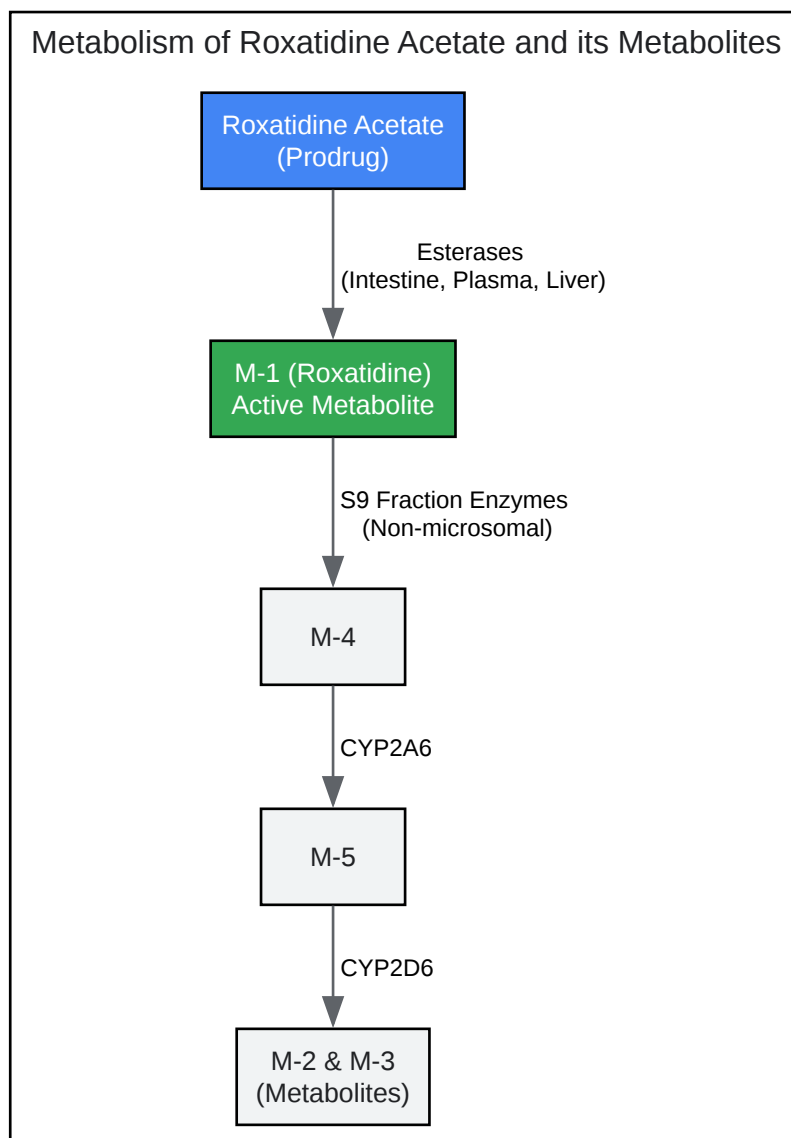 Metabolism of Roxatidine Acetate and its Metabolites
Roxatidine Acetate
(Prodrug)
Esterases
(Intestine, Plasma, Liver)
M-1 (Roxatidine)
Active Metabolite
S9 Fraction Enzymes
(Non-microsomal)
M-4
CYP2A6
M-5
CYP2D6
M-2 & M-3
(Metabolites)